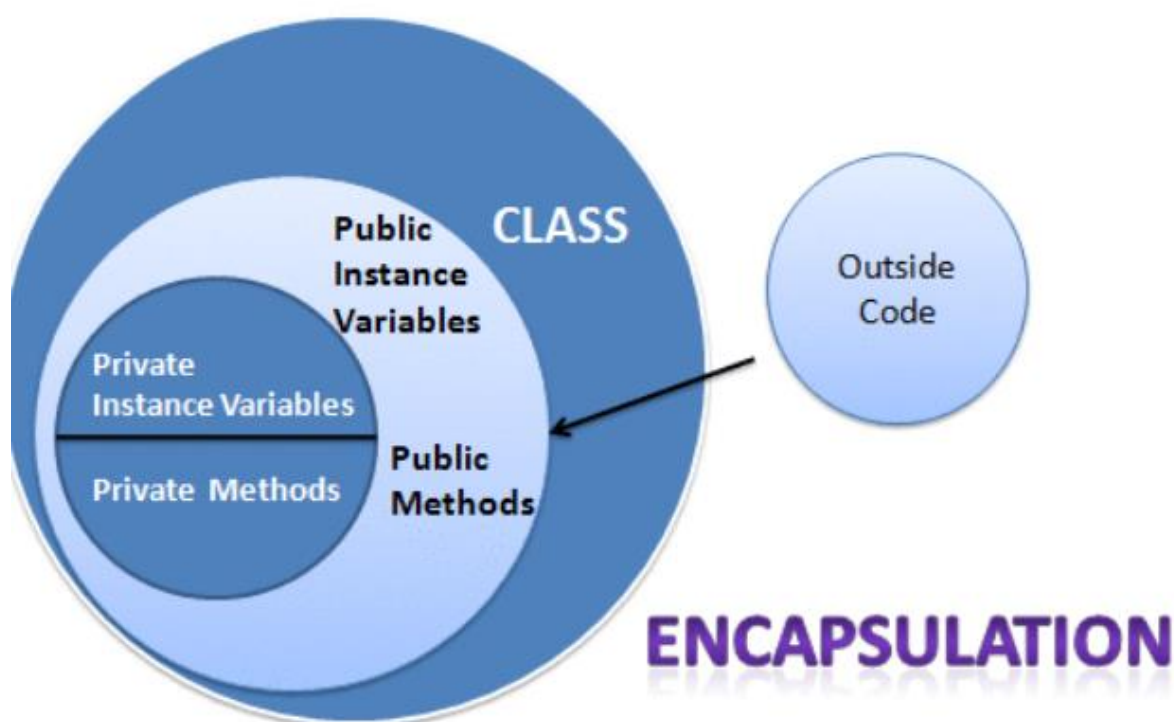 CLASS
Public
Instance
Variables
Private
Instance Variables
Private Methods
Public
Methods
Outside
Code
ENCAPSULATION